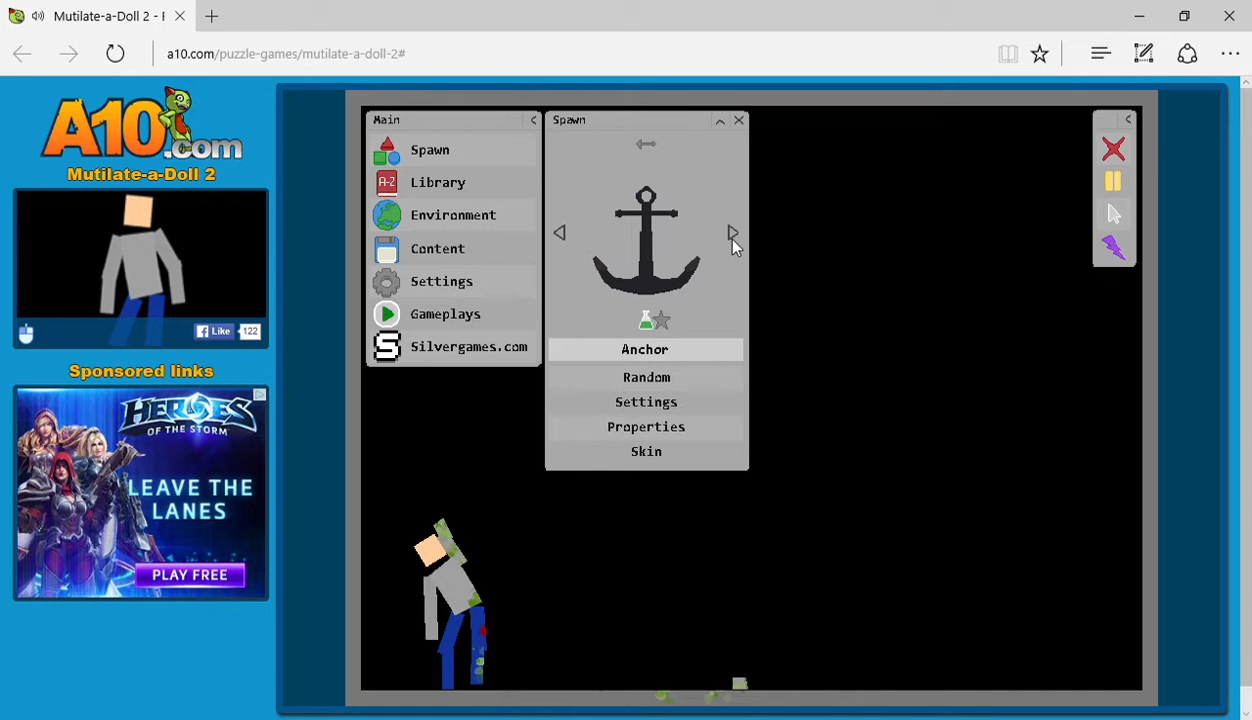 Mutilate-a-Doll 2 - F
a10.com/puzzle-games/mutilate-a-doll-2#
A10
.com
Mutilate-a-Doll 2
Like
122
Sponsored links
HEROES
OF THE STORM
LEAVE THE
LANES
PLAY FREE
Main
Spawn
A-Z
Library
Environment
Content
Settings
Gameplays
S
Silvergames.com
Spawn
Anchor
Random
Settings
Properties
Skin